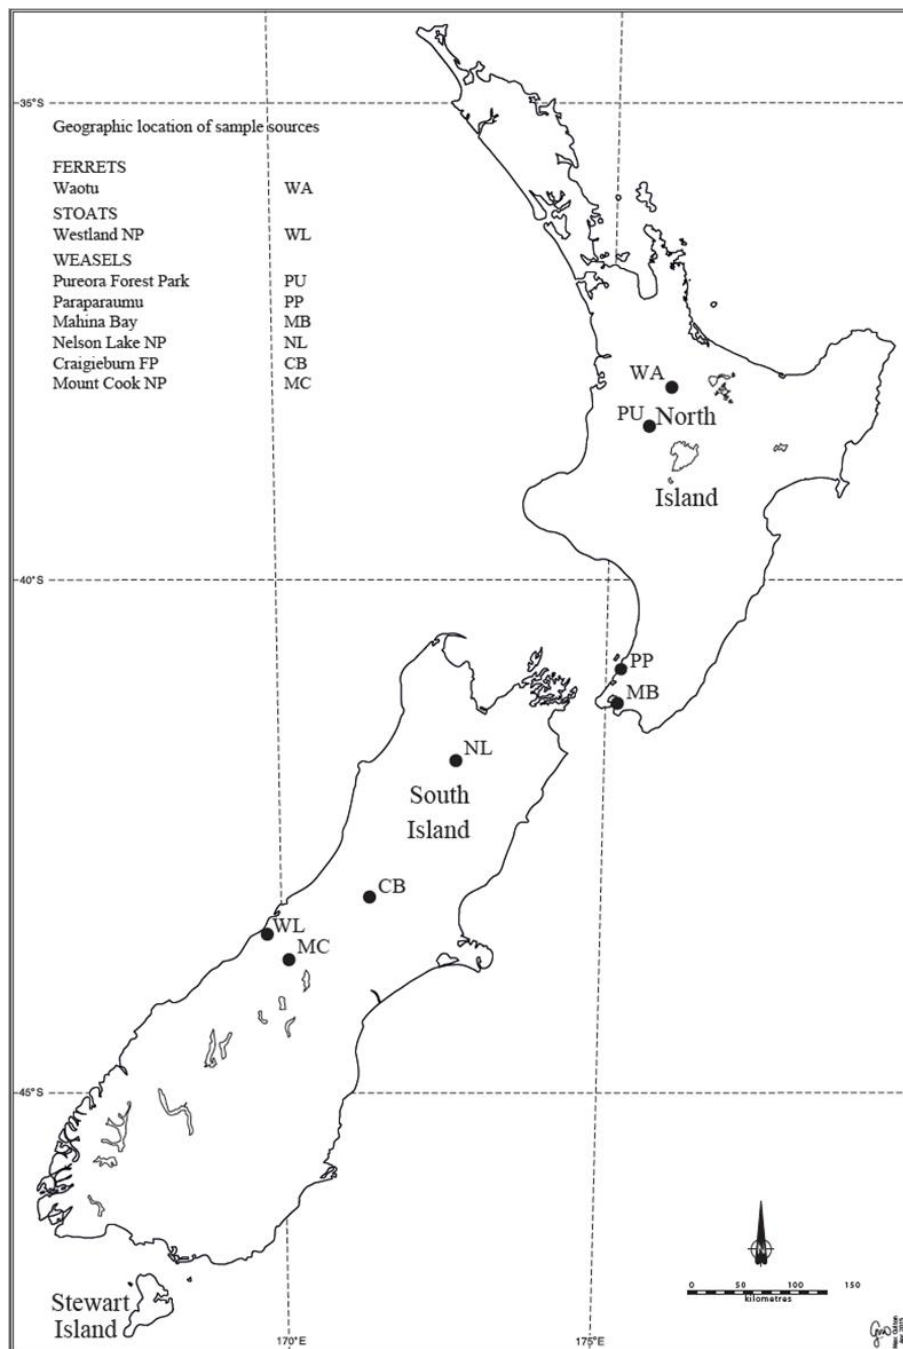 35°S
Geographic location of sample sources
FERRETS
Waotu WA
STOATS
Westland NP WL
WEASELS
Pureora Forest Park PU
Paraparaumu PP
Mahina Bay MB
Nelson Lake NP NL
Craigieburn FP CB
Mount Cook NP MC
WA
PU North
Island
40°S
PP
MB
NL
South
Island
CB
WL
MC
45°S
N
0 50 100 150
kilometres
Stewart
Island
170°E
175°E